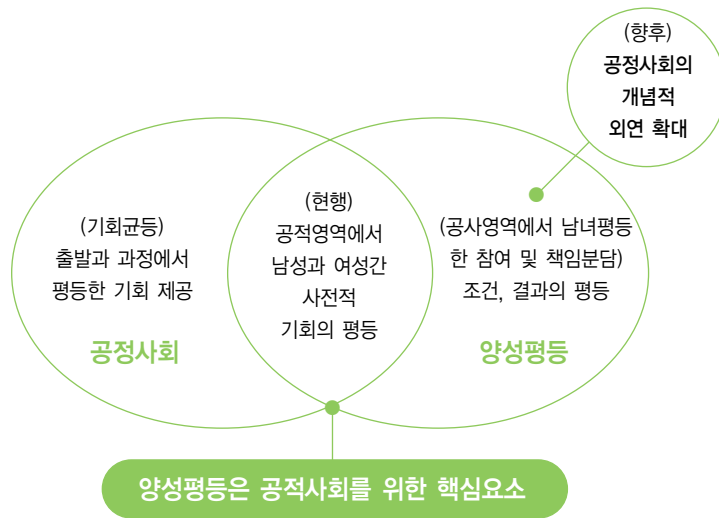 (향후)
공정사회의
개념적
외연 확대
(기회균등)
출발과 과정에서
평등한 기회 제공
공정사회
(현행)
공적영역에서
남성과 여성간
사전적
기회의 평등
(공사영역에서 남녀평등
한 참여 및 책임분담)
조건, 결과의 평등
양성평등
양성평등은 공적사회를 위한 핵심요소